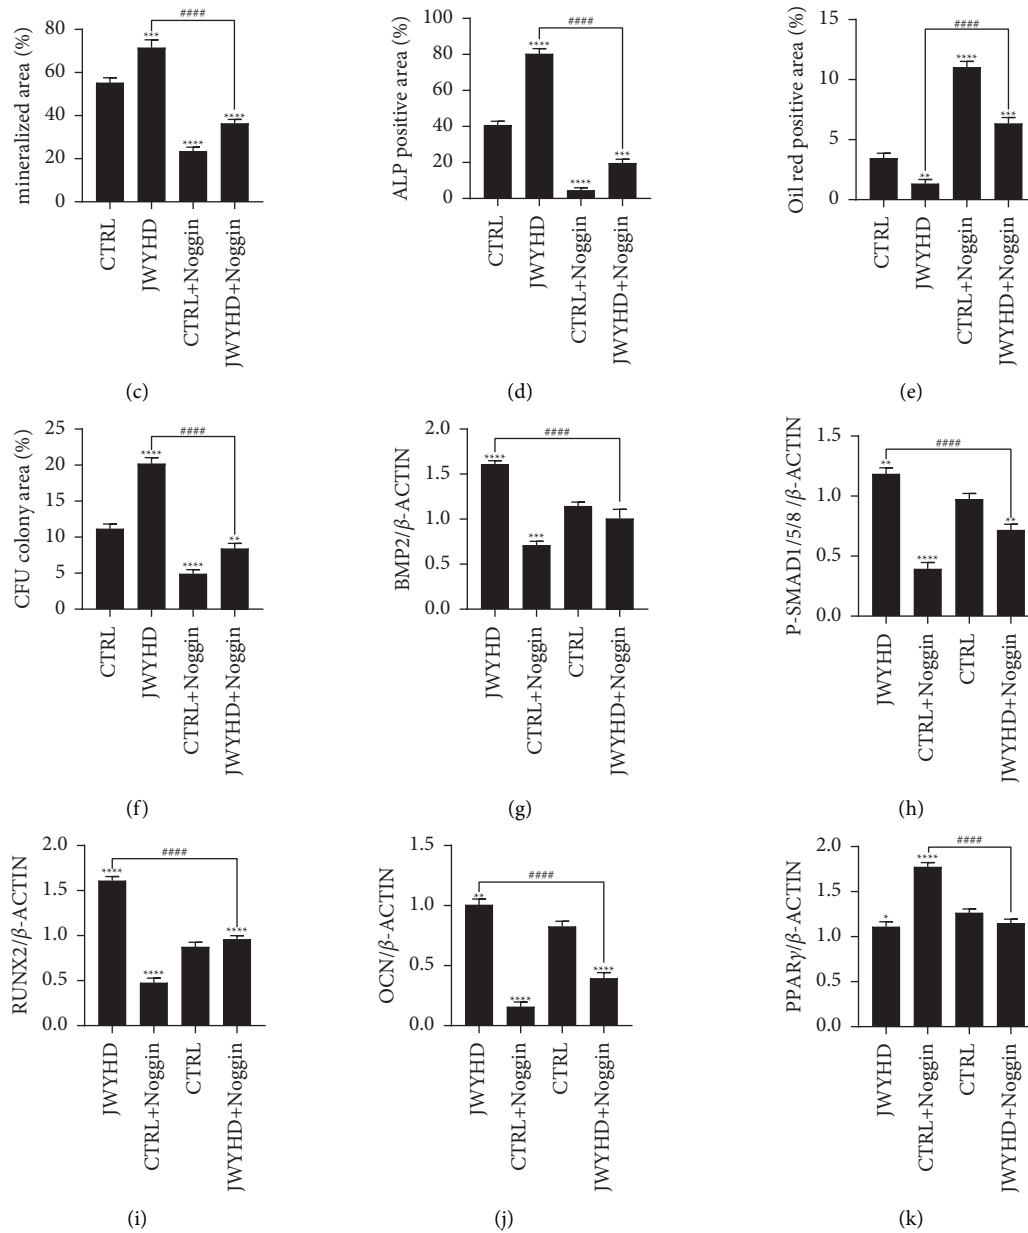 mineralized area (%)
80
60
40
20
0
***
####
****
****
CTRL
JWYHD
CTRL+Noggin
JWYHD+Noggin
(c)
ALP positive area (%)
100
80
60
40
20
0
****
####
****
***
CTRL
JWYHD
CTRL+Noggin
JWYHD+Noggin
(d)
Oil red positive area (%)
15
10
5
0
**
####
****
***
CTRL
JWYHD
CTRL+Noggin
JWYHD+Noggin
(e)
CFU colony area (%)
25
20
15
10
5
0
****
####
****
**
CTRL
JWYHD
CTRL+Noggin
JWYHD+Noggin
(f)
BMP2/β-ACTIN
2.0
1.5
1.0
0.5
0.0
****
####
***
JWYHD
CTRL+Noggin
CTRL
JWYHD+Noggin
(g)
P-SMAD1/5/8 /β-ACTIN
1.5
1.0
0.5
0.0
**
####
****
**
JWYHD
CTRL+Noggin
CTRL
JWYHD+Noggin
(h)
RUNX2/β-ACTIN
2.0
1.5
1.0
0.5
0.0
****
####
****
****
JWYHD
CTRL+Noggin
CTRL
JWYHD+Noggin
(i)
OCN/β-ACTIN
1.5
1.0
0.5
0.0
**
####
****
****
JWYHD
CTRL+Noggin
CTRL
JWYHD+Noggin
(j)
PPARγ/β-ACTIN
2.0
1.5
1.0
0.5
0.0
*
****
####
JWYHD
CTRL+Noggin
CTRL
JWYHD+Noggin
(k)